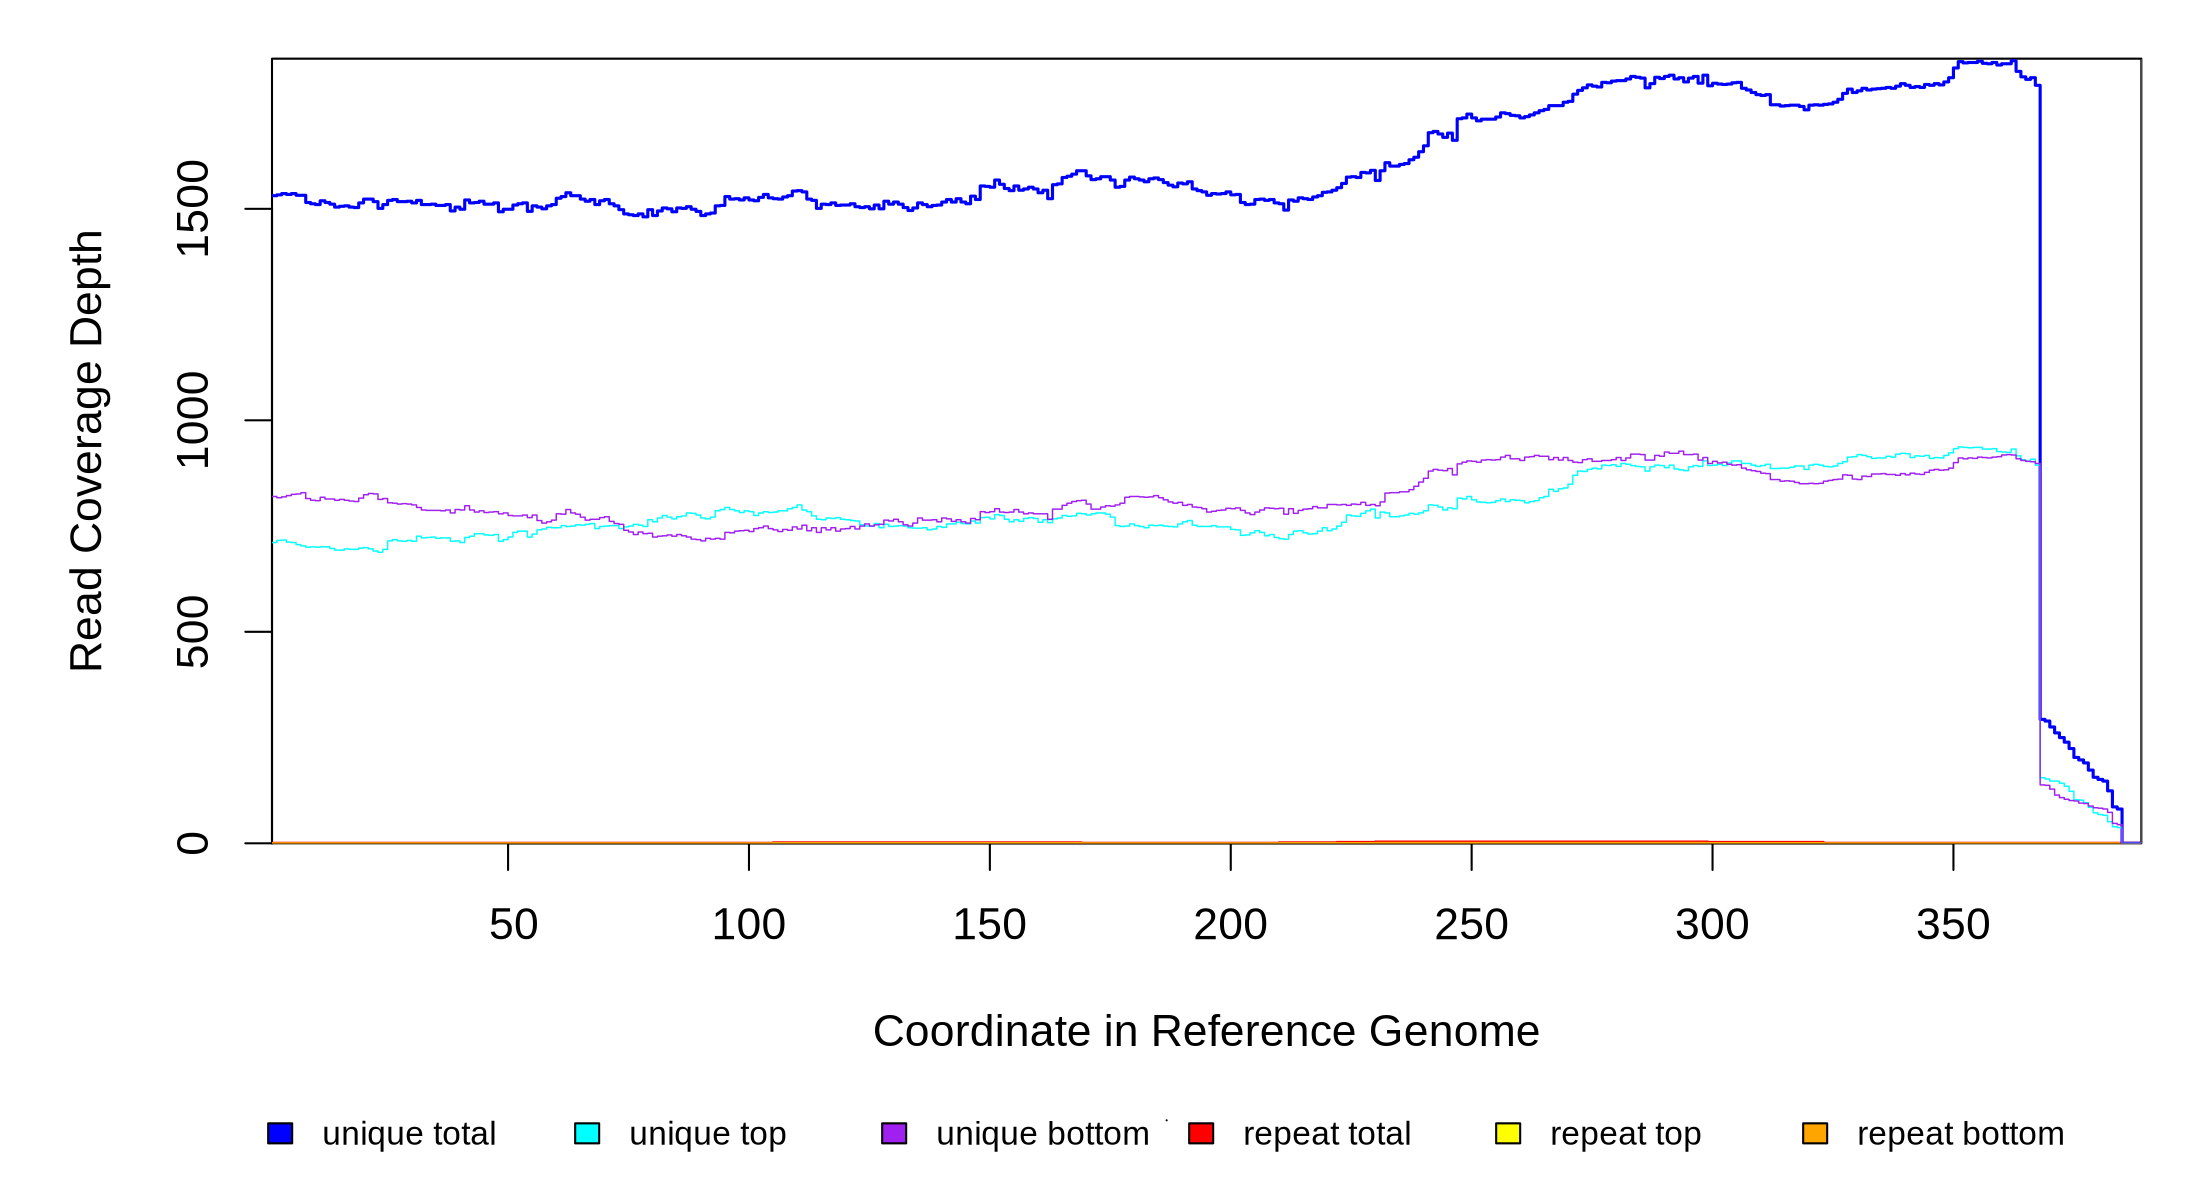 Read Coverage Depth
1500
1000
500
0
50 100 150 200 250 300 350
Coordinate in Reference Genome
unique total unique top unique bottom repeat total repeat top repeat bottom